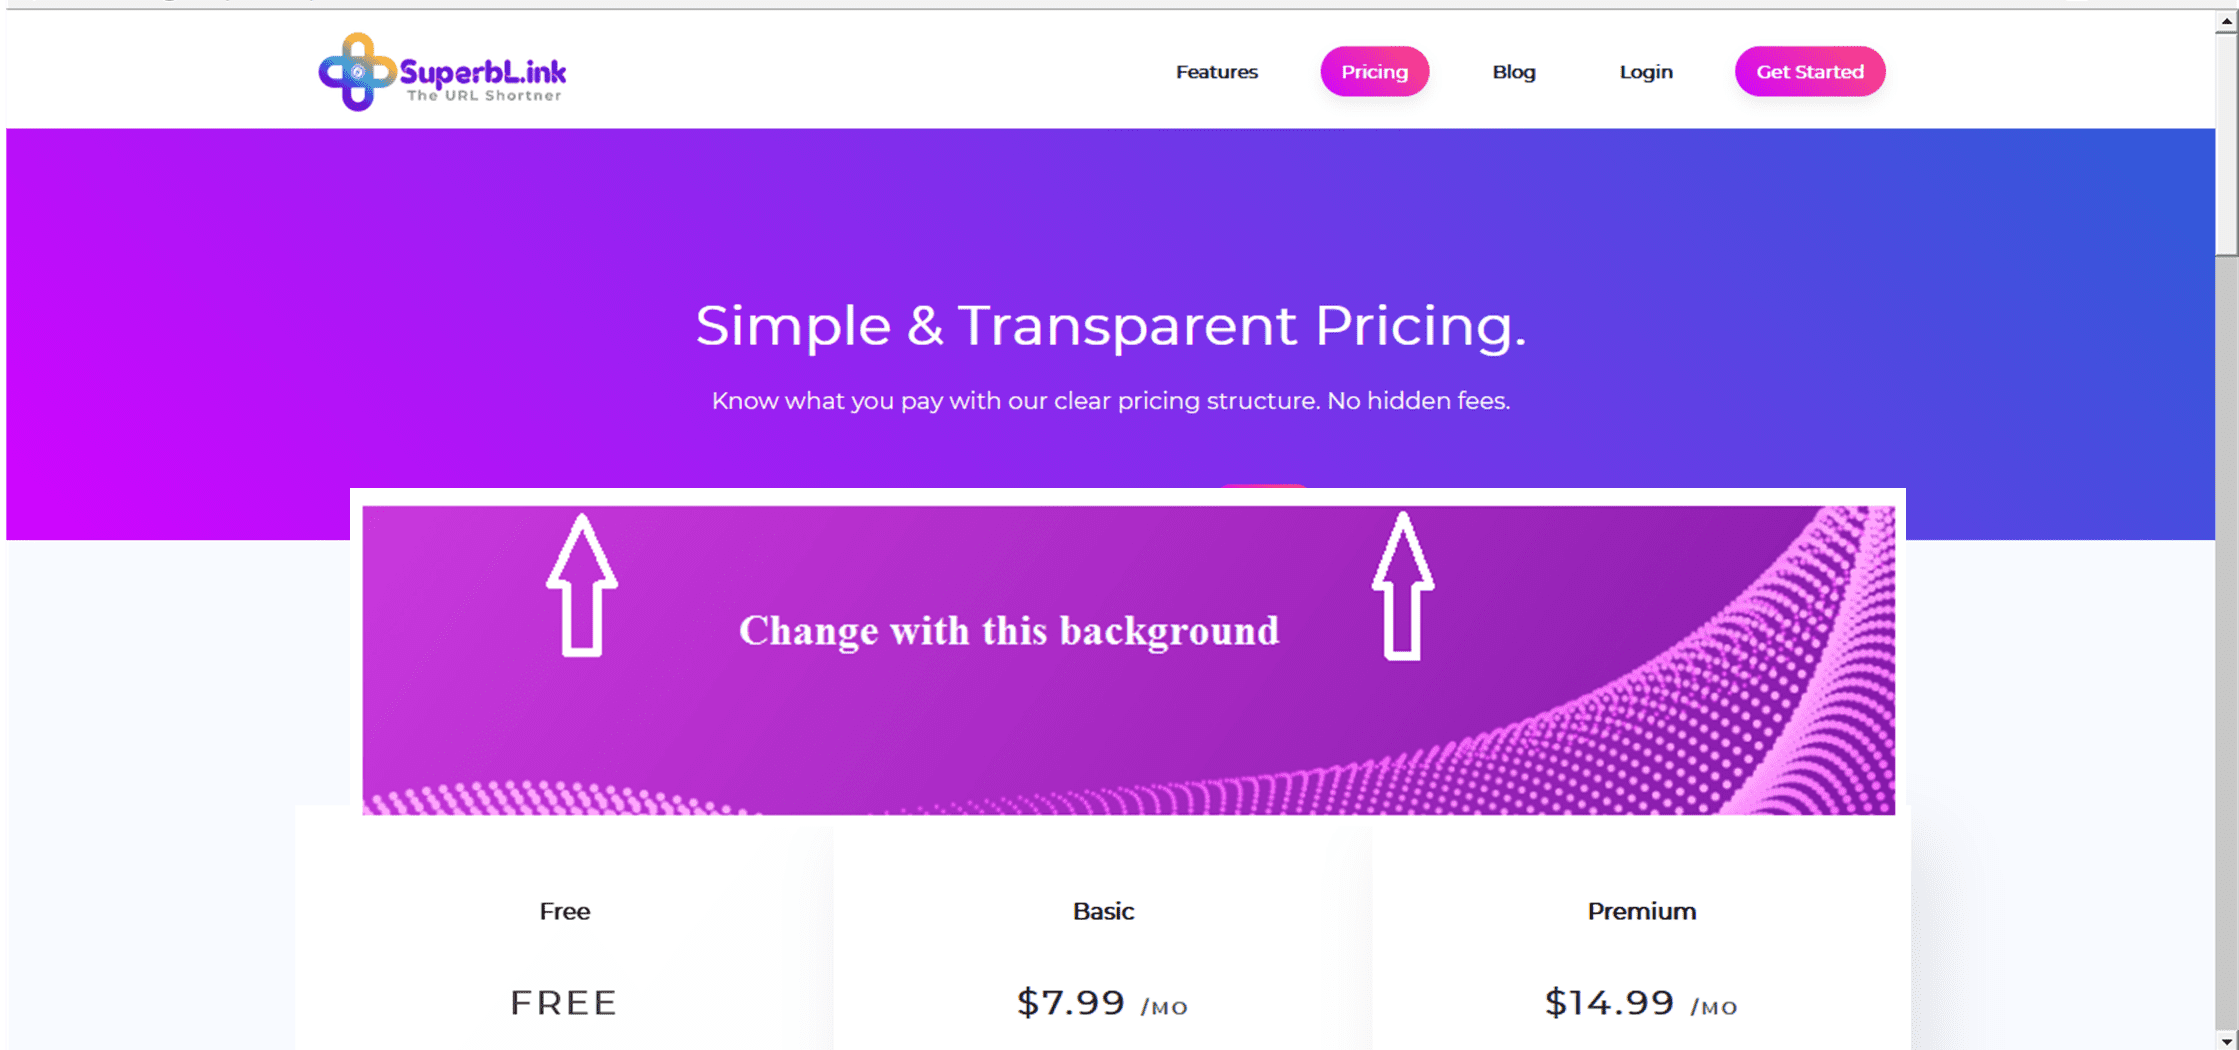 SuperbL.ink
The URL Shortner
Features Pricing Blog Login Get Started
Simple & Transparent Pricing.
Know what you pay with our clear pricing structure. No hidden fees.
Change with this background
Free Basic Premium
FREE $7.99 /MO $14.99 /MO